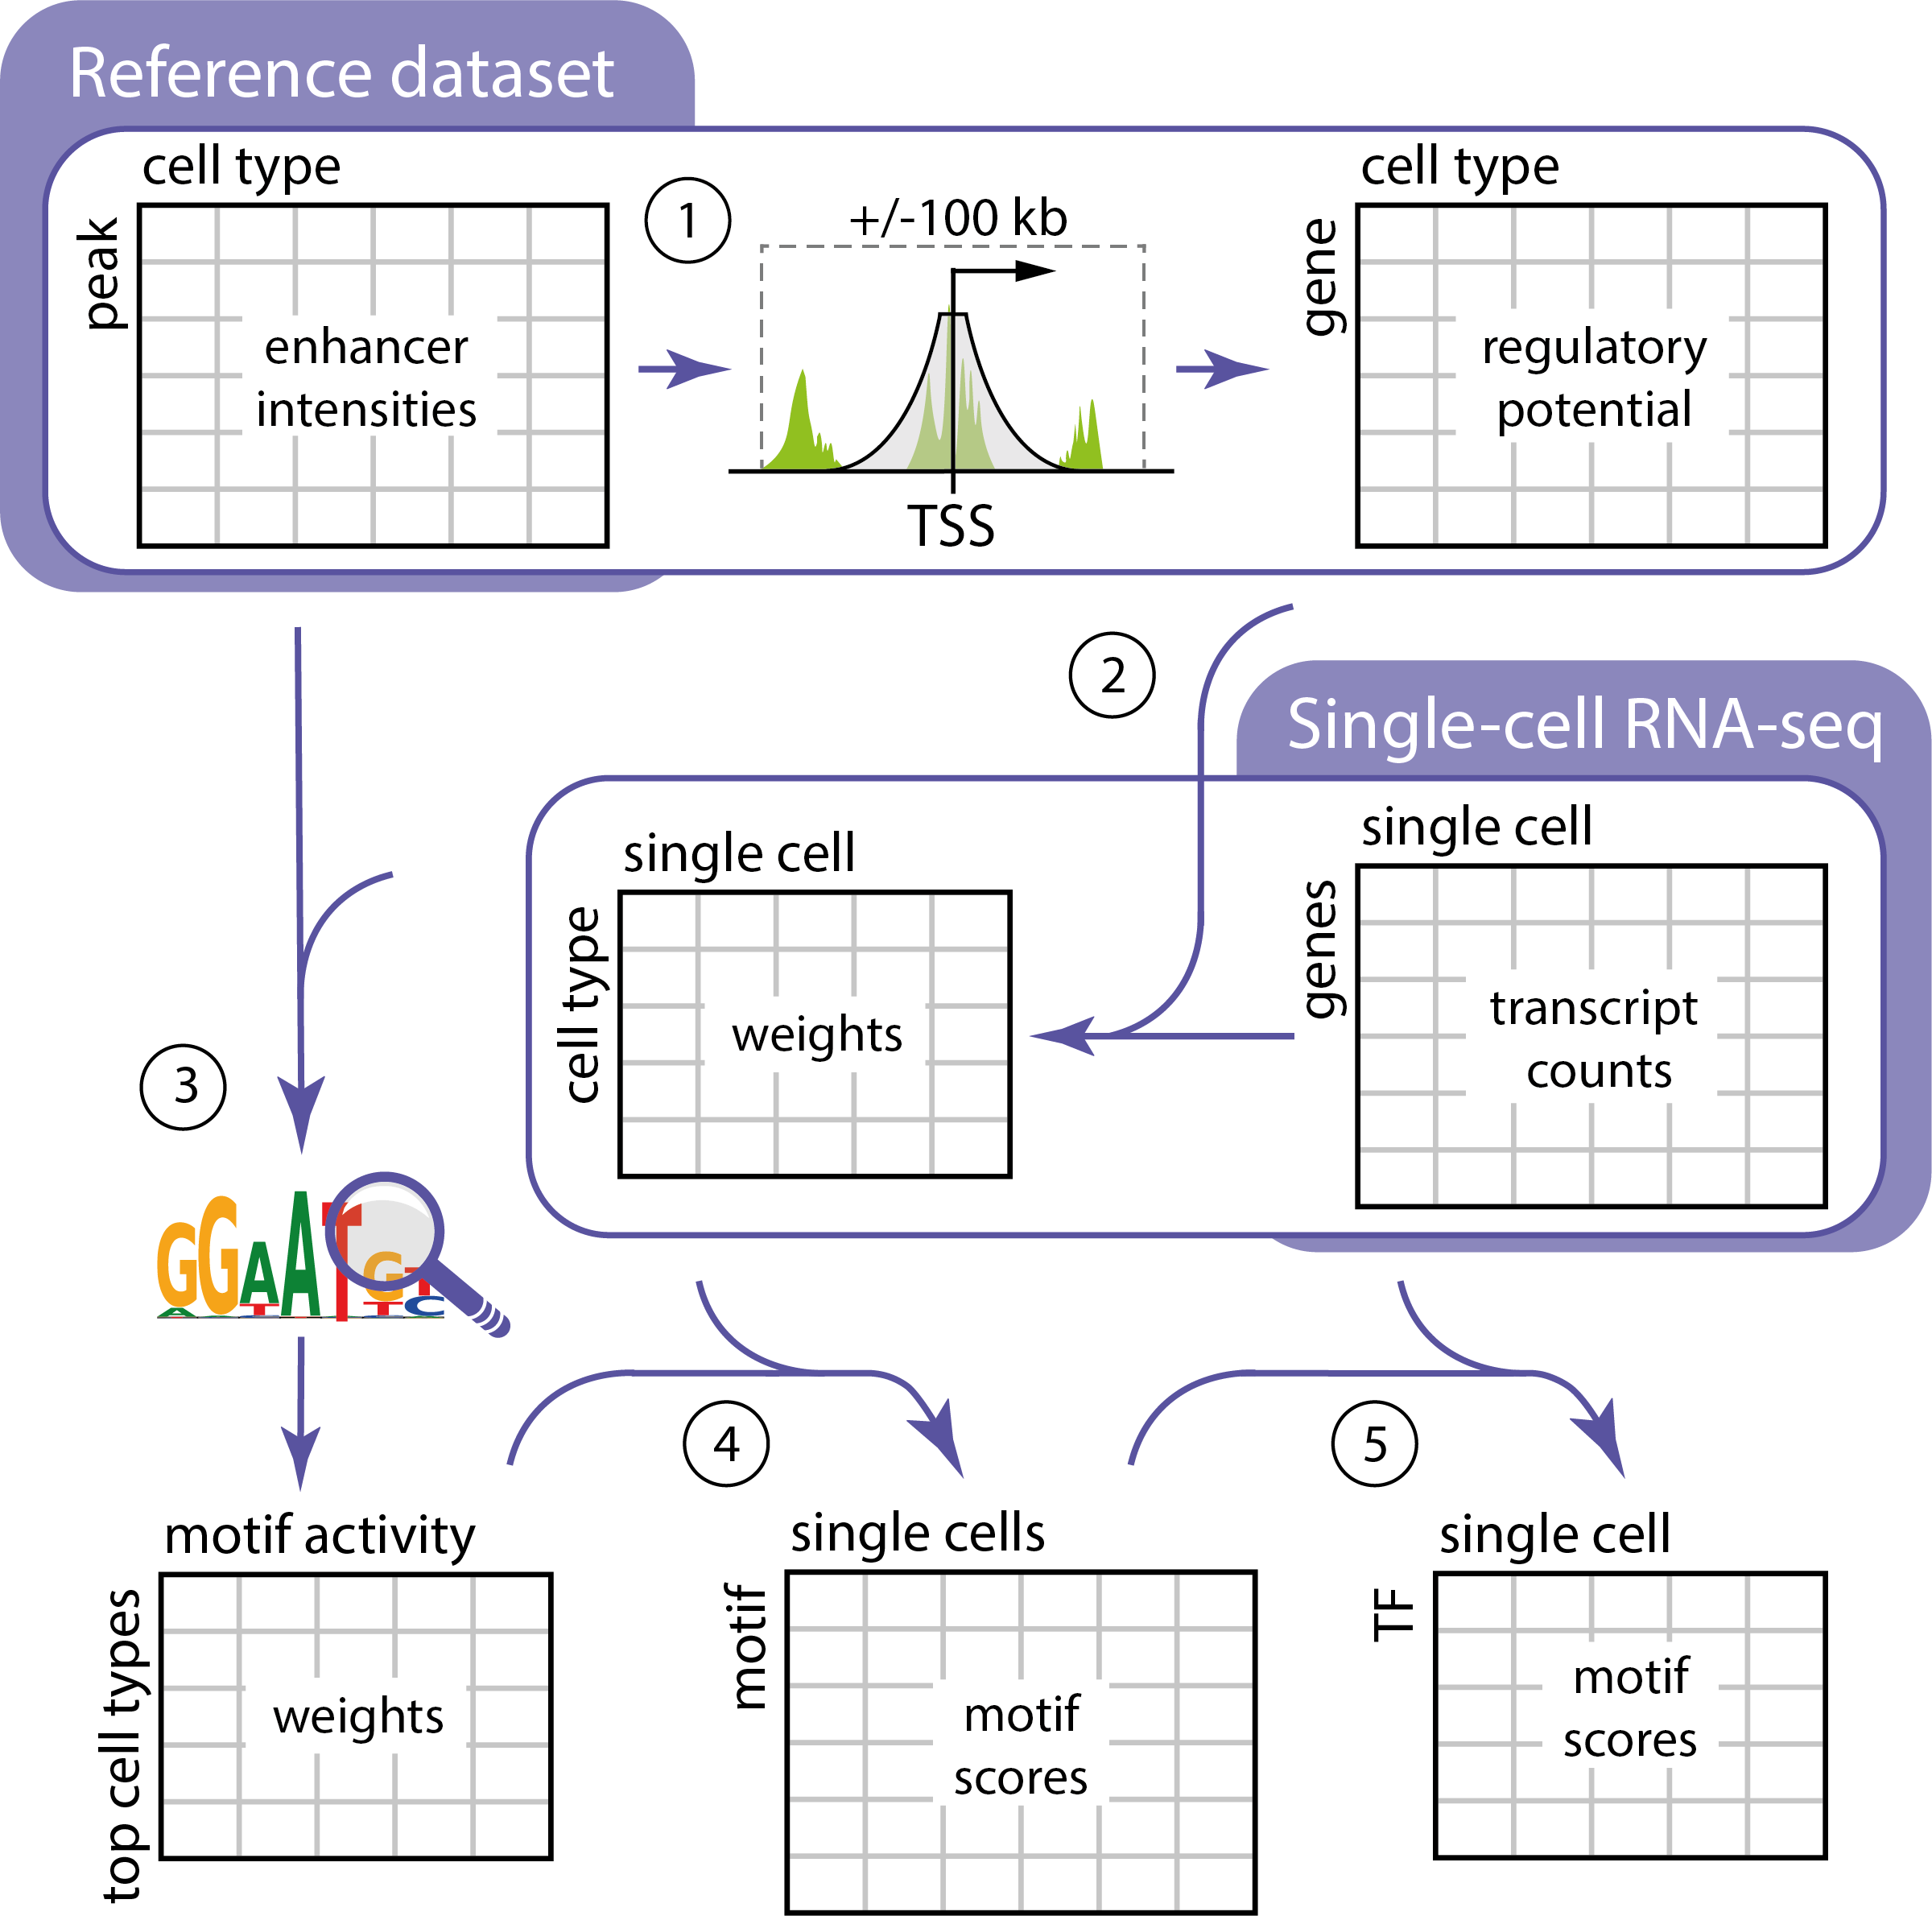 Reference dataset
cell type
peak
enhancer
intensities
1
+/-100 kb
TSS
cell type
gene
regulatory
potential
2
Single-cell RNA-seq
single cell
cell type
weights
single cell
genes
transcript
counts
3
GGAATGT
A
T
T
C
4
5
motif activity
top cell types
weights
single cells
motif
motif
scores
single cell
TF
motif
scores